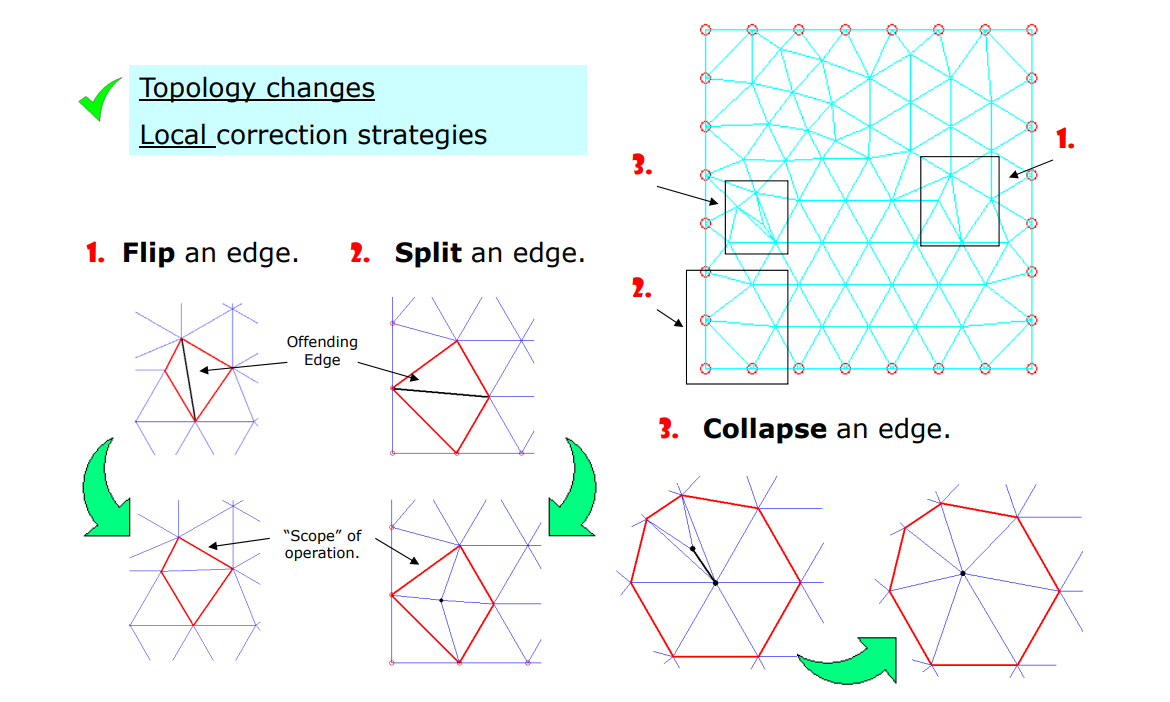 Topology changes
Local correction strategies
1.
3.
2.
1. Flip an edge.
2. Split an edge.
Offending
Edge
3. Collapse an edge.
“Scope” of
operation.